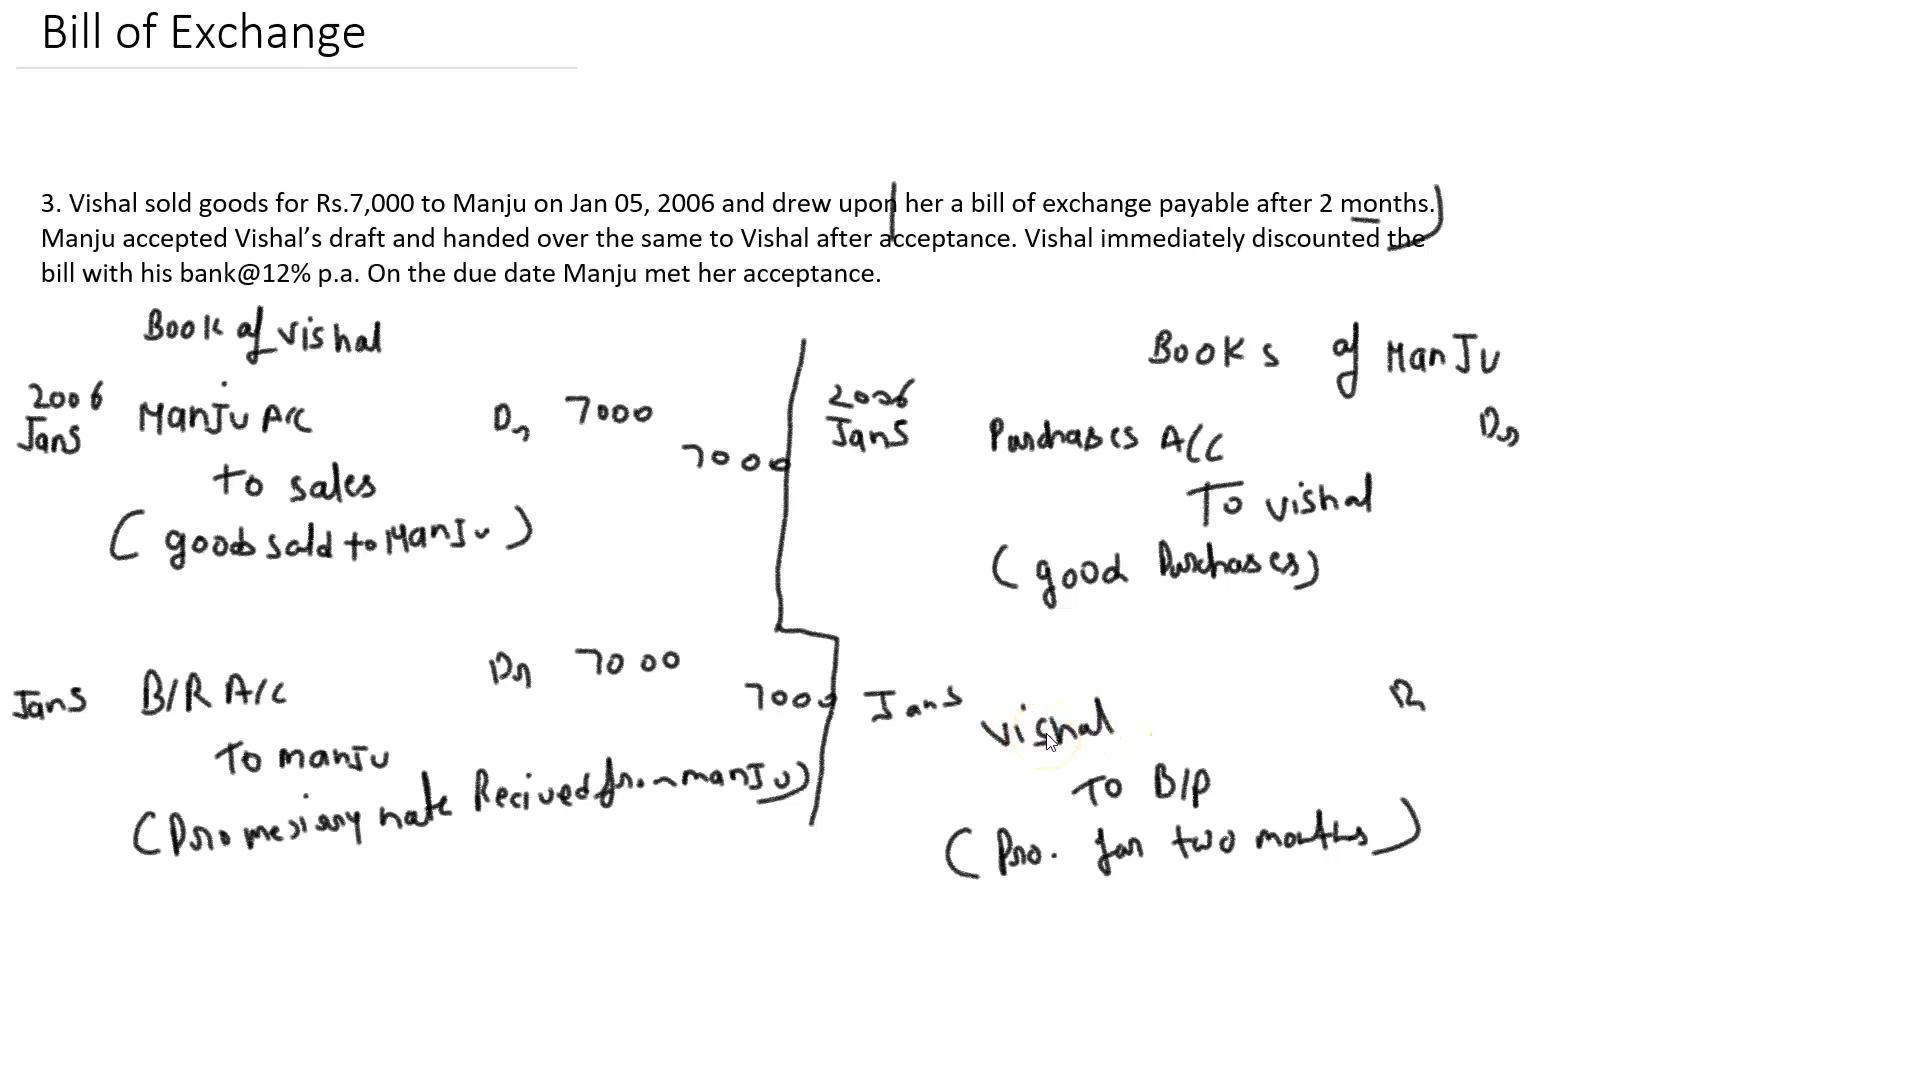 Bill of Exchange
3. Vishal sold goods for Rs.7,000 to Manju on Jan 05, 2006 and drew upon her a bill of exchange payable after 2 months.
Manju accepted Vishal’s draft and handed over the same to Vishal after acceptance. Vishal immediately discounted the
bill with his bank@12% p.a. On the due date Manju met her acceptance.
Book of vishal
2006
Jan5 ManJu A/C Dr 7000
7000
to sales
(goods sold to ManJu)
Jan5 B/R A/C Dr 7000
7000
To manJu
(Promesiary note Recived from manJu)
Books of ManJu
2006
Jan5 Purchases A/C Dr
To vishal
(good Purchases)
Jan5 vishal Dr
To B/P
(Pro. for two months)